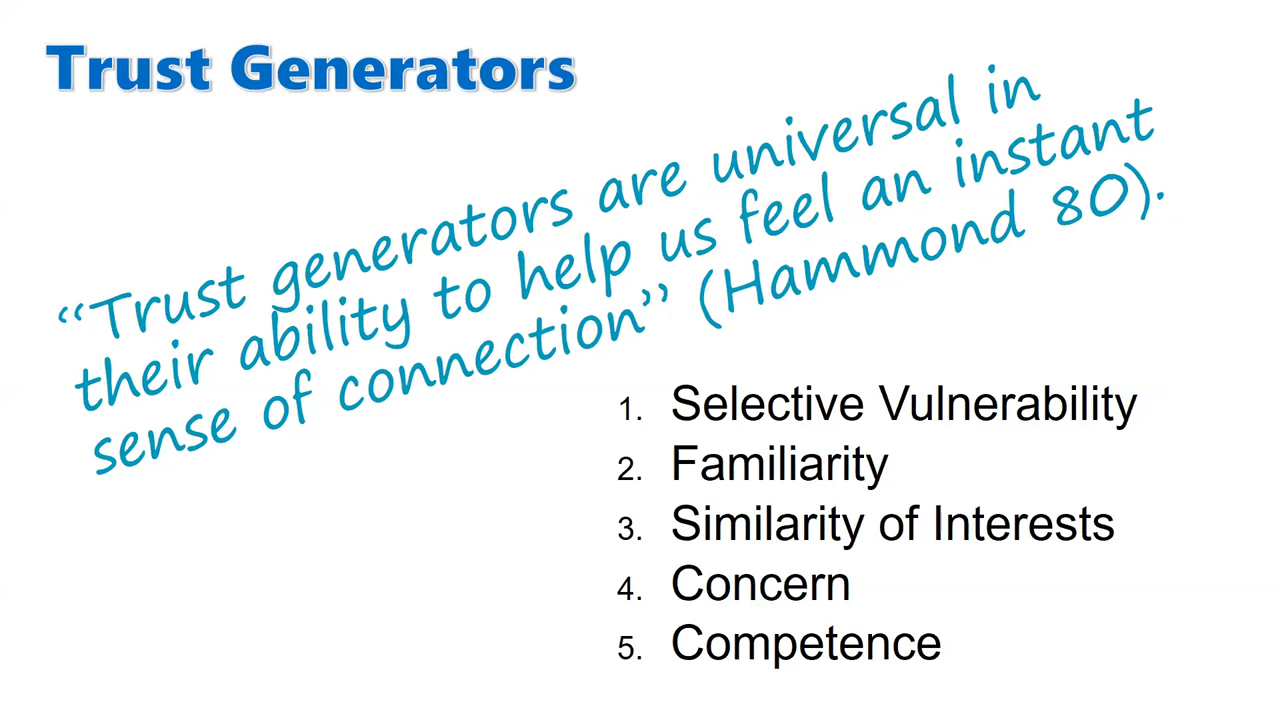 Trust Generators
“Trust generators are universal in
their ability to help us feel an instant
sense of connection” (Hammond 80).
1. Selective Vulnerability
2. Familiarity
3. Similarity of Interests
4. Concern
5. Competence